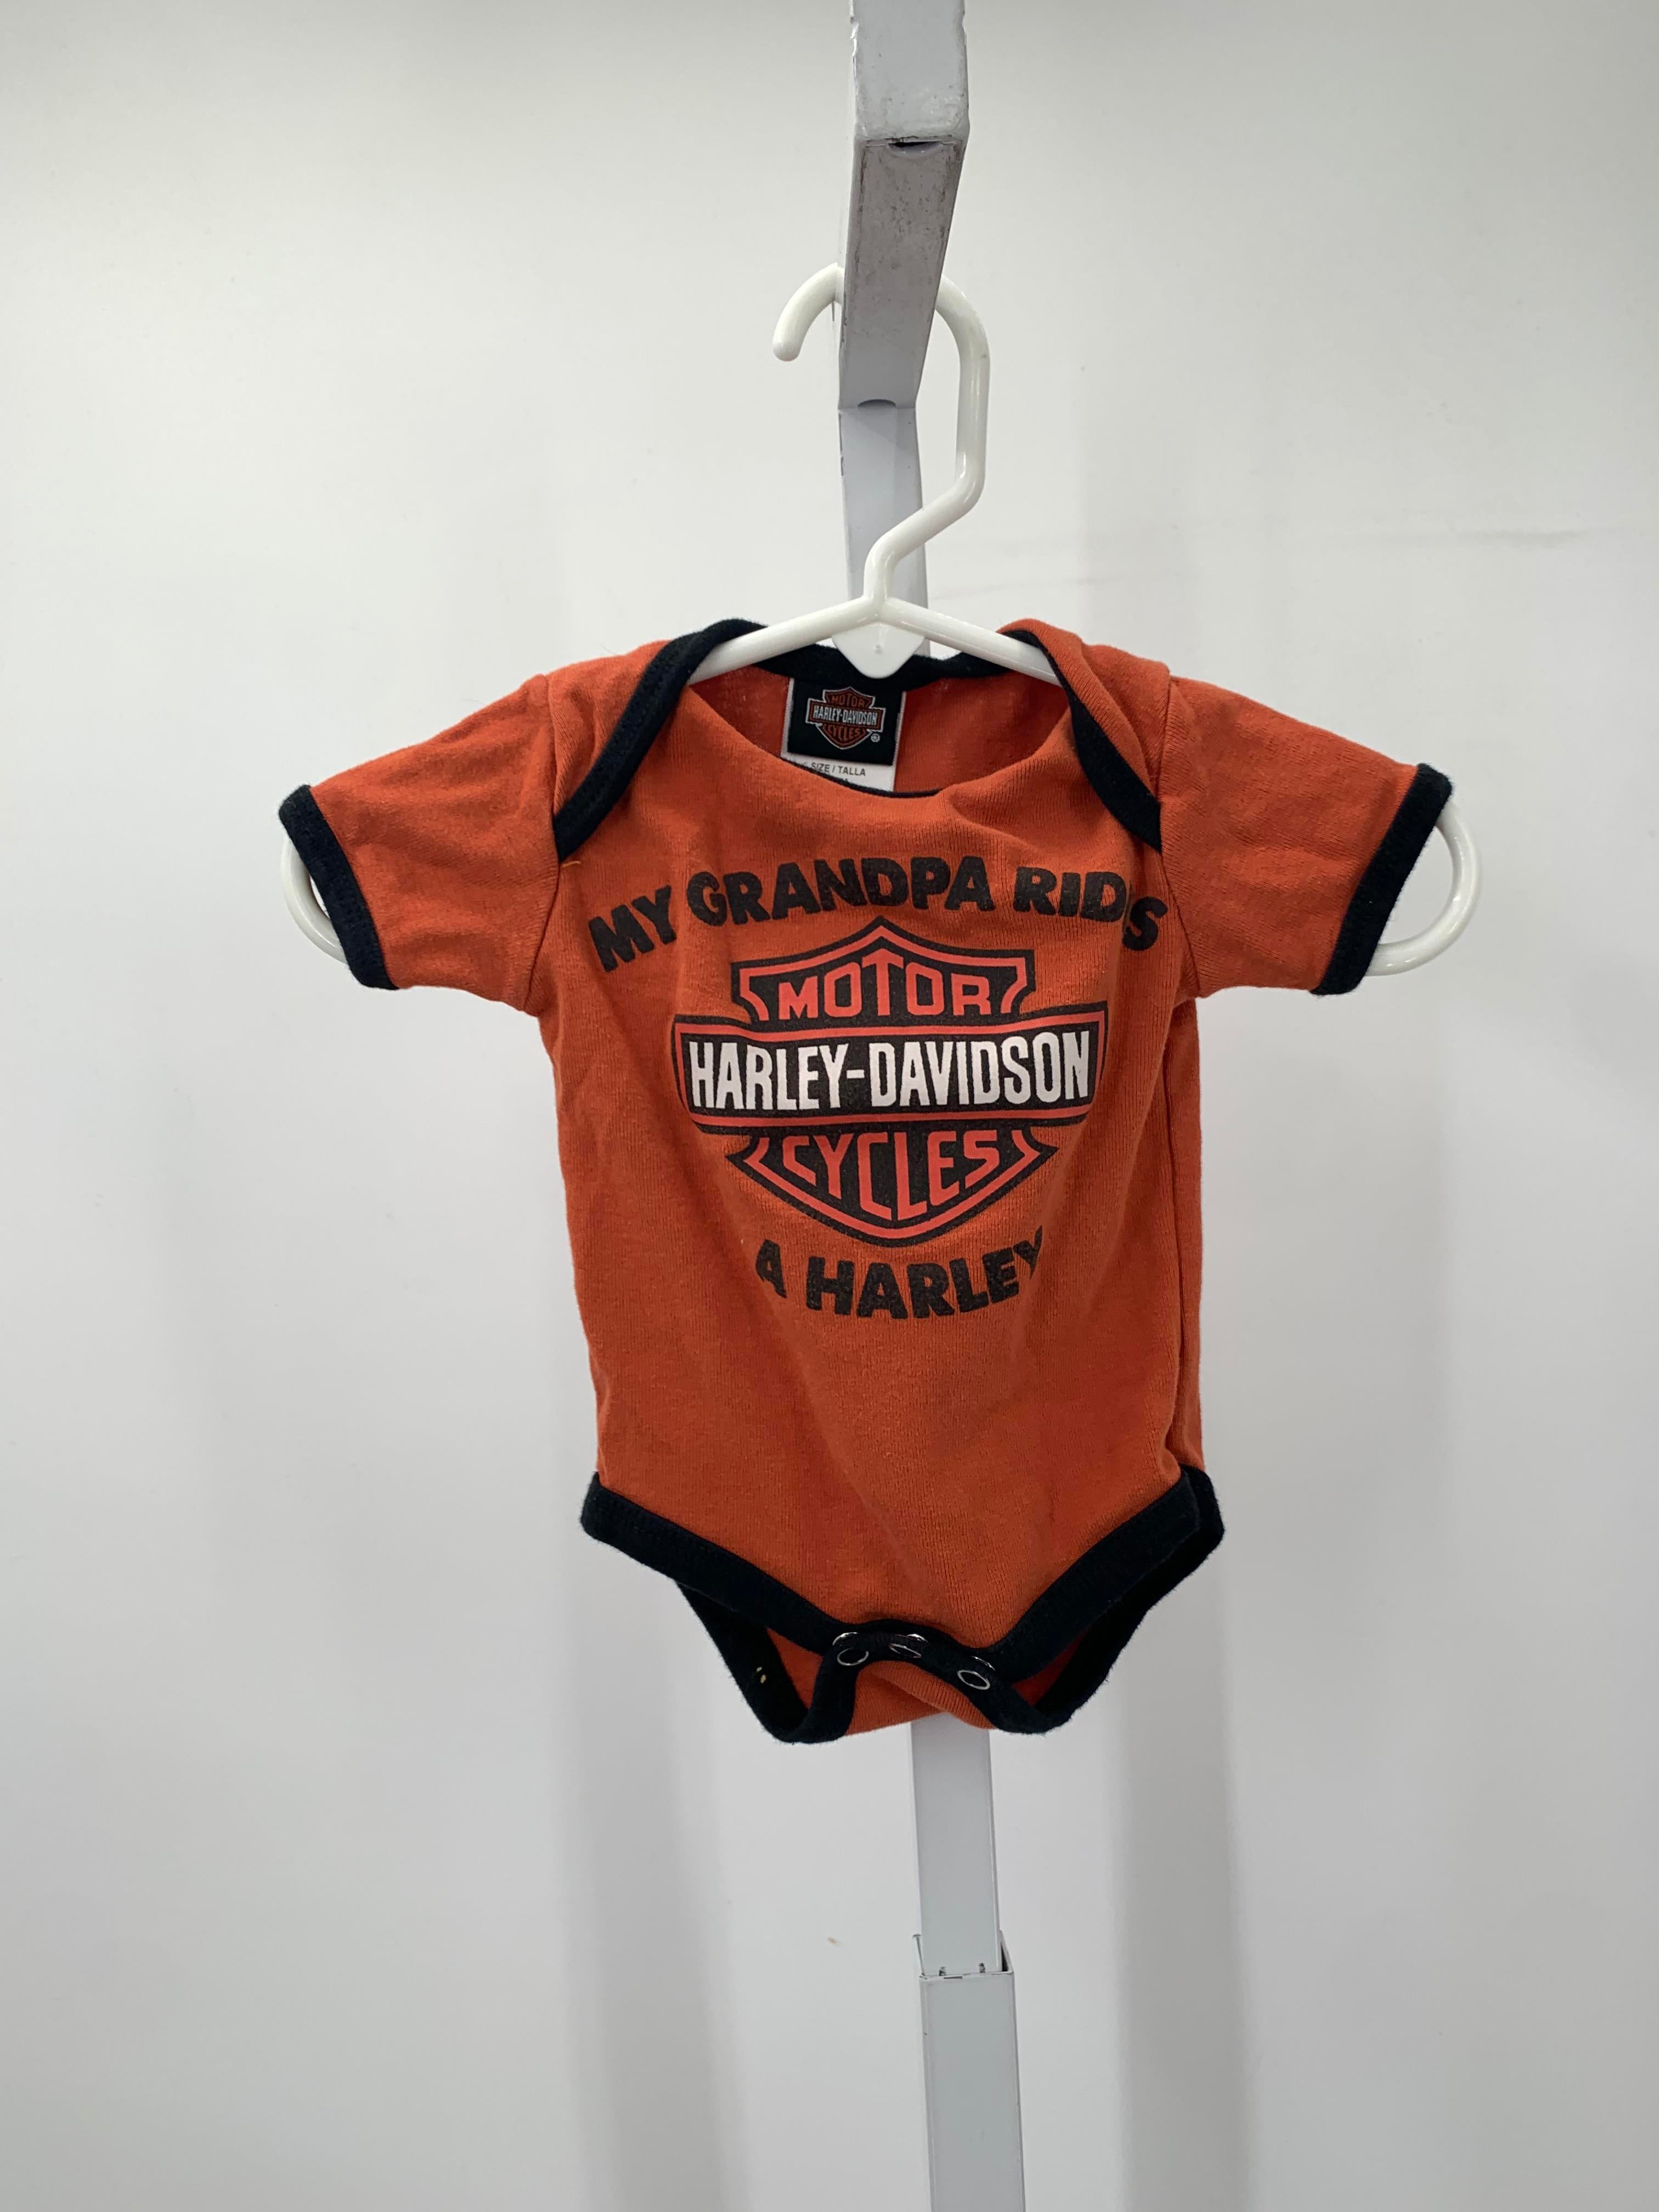 MOTOR
HARLEY-DAVIDSON
CYCLES
®
SIZE / TALLA
MY GRANDPA RIDES
MOTOR
HARLEY-DAVIDSON
CYCLES
A HARLEY